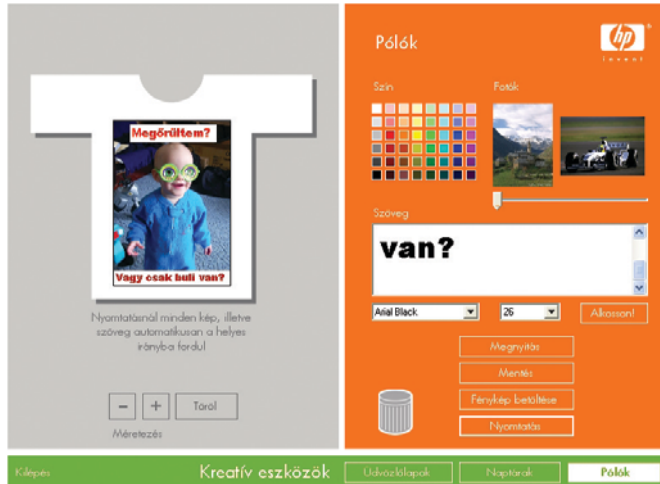 Megőrültem?
Vagy csak buli van?
Nyomtatásnál minden kép, illetve
szöveg automatikusan a helyes
irányba fordul
- + Töröl
Méretezés
Pólók
hp
invent
Szín
Fotók
Szöveg
van?
Arial Black
26
Alkosson!
Megnyitás
Mentés
Fénykép betöltése
Nyomtatás
Kilépés
Kreatív eszközök
Üdvözlőlapok
Naptárak
Pólók